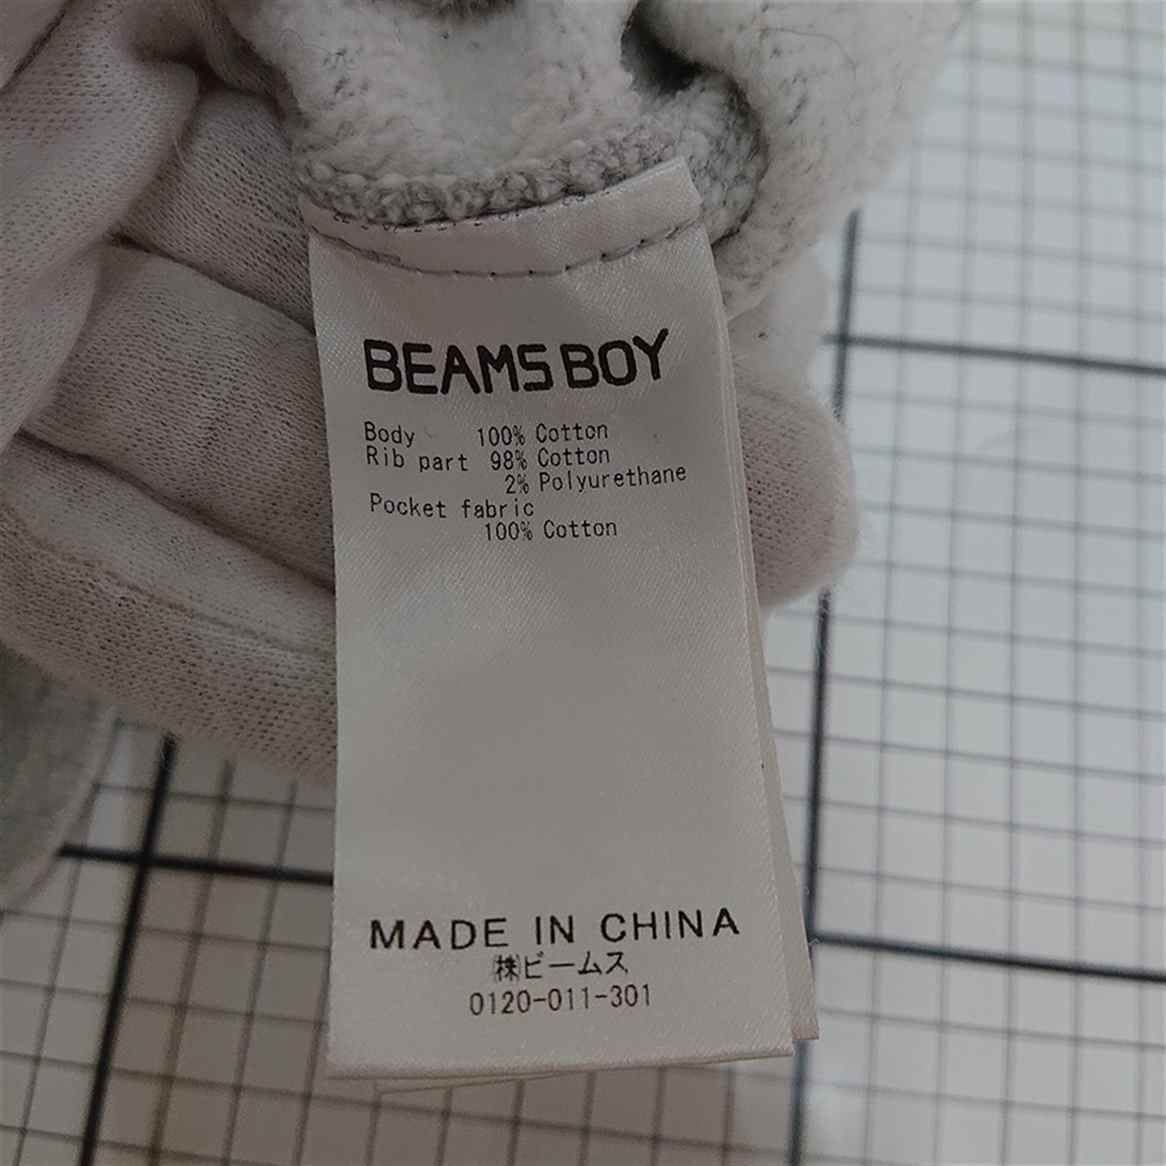 BEAMS BOY
Body 100% Cotton
Rib part 98% Cotton
2% Polyurethane
Pocket fabric
100% Cotton
MADE IN CHINA
㈱ビームス
0120-011-301